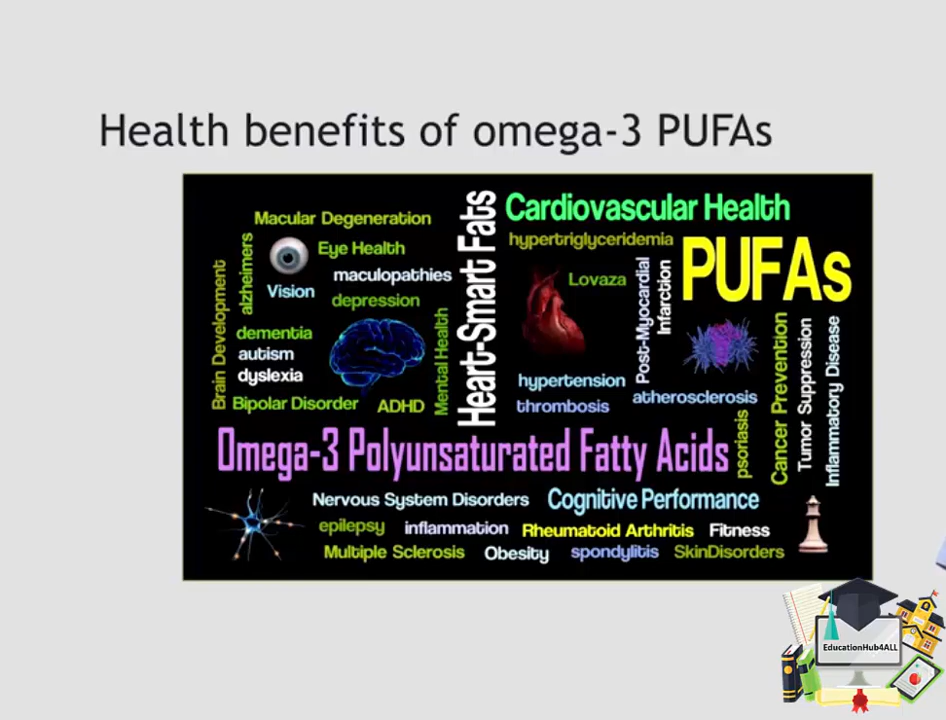 Health benefits of omega-3 PUFAs
Macular Degeneration
Eye Health
maculopathies
Vision
depression
alzheimers
Brain Development
dementia
autism
dyslexia
Bipolar Disorder
ADHD
Mental Health
Heart-Smart Fats
Cardiovascular Health
hypertriglyceridemia
Lovaza
PUFAs
Post-Myocardial
Infarction
hypertension
thrombosis
atherosclerosis
psoriasis
Cancer Prevention
Tumor Suppression
Inflammatory Disease
Omega-3 Polyunsaturated Fatty Acids
Nervous System Disorders
Cognitive Performance
epilepsy
inflammation
Rheumatoid Arthritis
Fitness
Multiple Sclerosis
Obesity
spondylitis
SkinDisorders
EducationHub4ALL